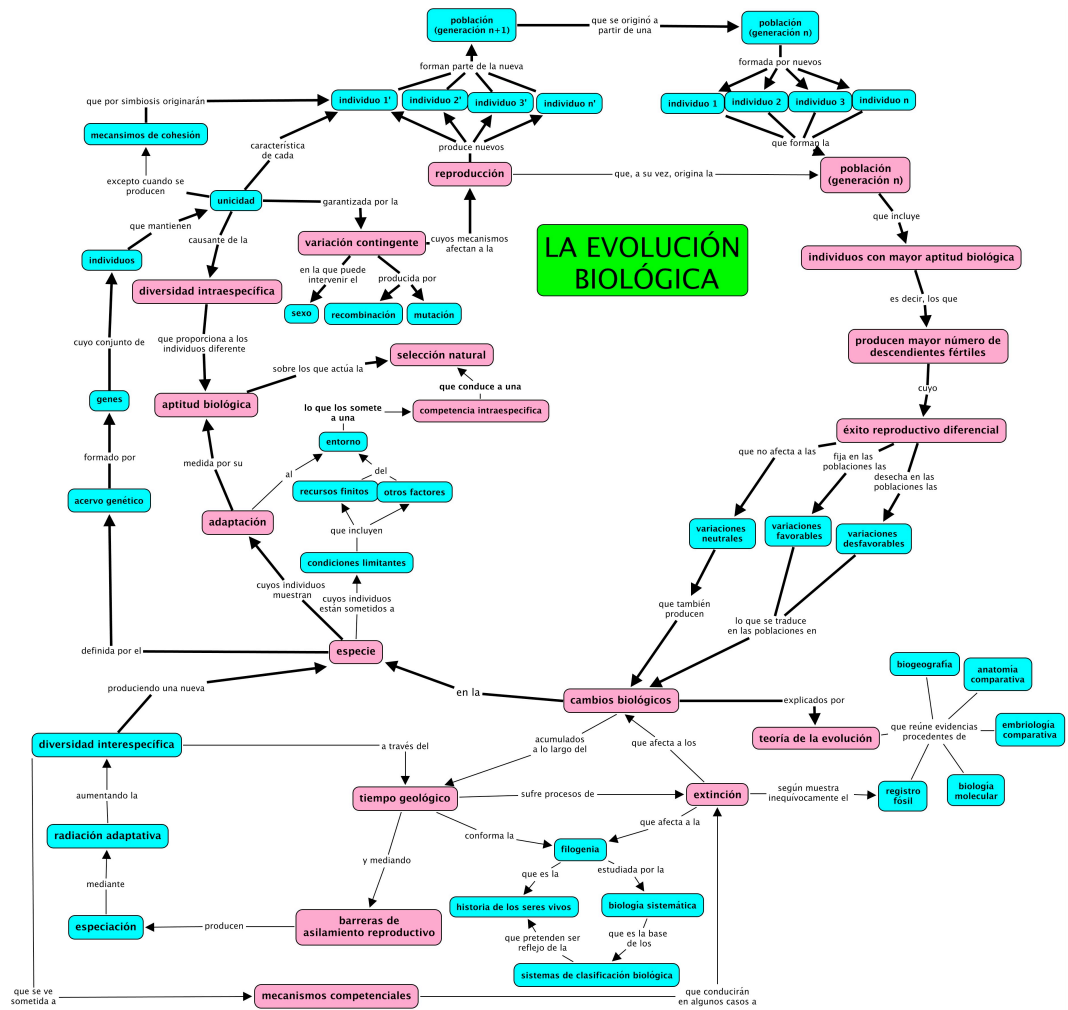 población
(generación n+1)
que se originó a
partir de una
población
(generación n)
forman parte de la nueva
formada por nuevos
individuo 1'
individuo 2'
individuo 3'
individuo n'
individuo 1
individuo 2
individuo 3
individuo n
que por simbiosis originarán
mecansimos de cohesión
característica
de cada
produce nuevos
que forman la
excepto cuando se
producen
reproducción
que, a su vez, origina la
población
(generación n)
unicidad
garantizada por la
que mantienen
causante de la
variación contingente
cuyos mecanismos
afectan a la
que incluye
LA EVOLUCIÓN
BIOLÓGICA
individuos
individuos con mayor aptitud biológica
diversidad intraespecífica
en la que puede
intervenir el
producida por
sexo
recombinación
mutación
es decir, los que
cuyo conjunto de
que proporciona a los
individuos diferente
producen mayor número de
descendientes fértiles
selección natural
sobre los que actúa la
que conduce a una
cuyo
genes
aptitud biológica
lo que los somete
a una
competencia intraespecifica
entorno
éxito reproductivo diferencial
formado por
medida por su
al
del
que no afecta a las
fija en las
poblaciones las
desecha en las
poblaciones las
acervo genético
recursos finitos
otros factores
adaptación
que incluyen
variaciones
neutrales
variaciones
favorables
variaciones
desfavorables
condiciones limitantes
cuyos individuos
muestran
cuyos individuos
están sometidos a
que también
producen
lo que se traduce
en las poblaciones en
definida por el
especie
produciendo una nueva
en la
cambios biológicos
explicados por
biogeografía
anatomía
comparativa
teoría de la evolución
que reúne evidencias
procedentes de
embriología
comparativa
diversidad interespecífica
a través del
acumulados
a lo largo del
que afecta a los
tiempo geológico
sufre procesos de
extinción
según muestra
inequivocamente el
registro
fósil
biología
molecular
aumentando la
radiación adaptativa
conforma la
que afecta a la
filogenia
y mediando
que es la
estudiada por la
mediante
historia de los seres vivos
biología sistemática
especiación
producen
barreras de
asilamiento reproductivo
que pretenden ser
reflejo de la
que es la base
de los
sistemas de clasificación biológica
que se ve
sometida a
mecanismos competenciales
que conducirán
en algunos casos a